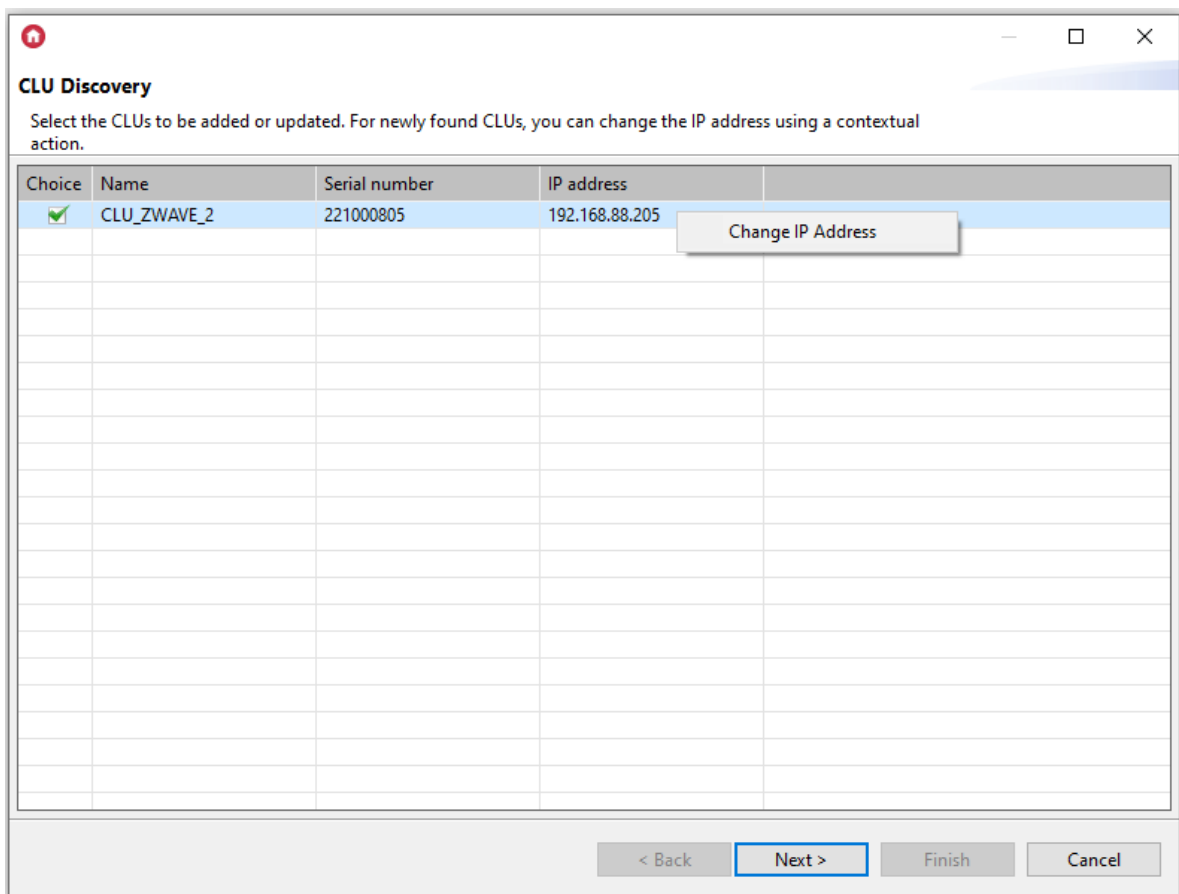 CLU Discovery
Select the CLUs to be added or updated. For newly found CLUs, you can change the IP address using a contextual
action.
Choice Name Serial number IP address
CLU_ZWAVE_2 221000805 192.168.88.205
Change IP Address
< Back Next > Finish Cancel